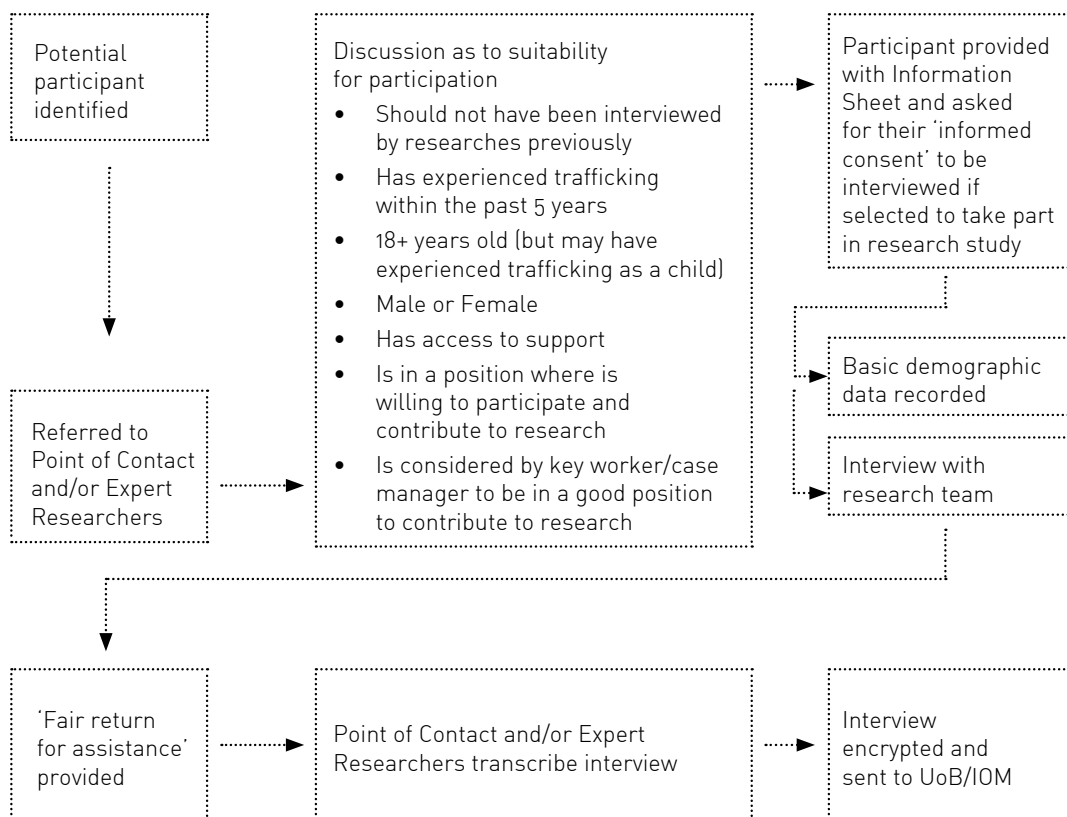 Potential
participant
identified
Referred to
Point of Contact
and/or Expert
Researchers
Discussion as to suitability
for participation
• Should not have been interviewed
by researches previously
• Has experienced trafficking
within the past 5 years
• 18+ years old (but may have
experienced trafficking as a child)
• Male or Female
• Has access to support
• Is in a position where is
willing to participate and
contribute to research
• Is considered by key worker/case
manager to be in a good position
to contribute to research
Participant provided
with Information
Sheet and asked
for their ‘informed
consent’ to be
interviewed if
selected to take part
in research study
Basic demographic
data recorded
Interview with
research team
‘Fair return
for assistance’
provided
Point of Contact and/or Expert
Researchers transcribe interview
Interview
encrypted and
sent to UoB/IOM